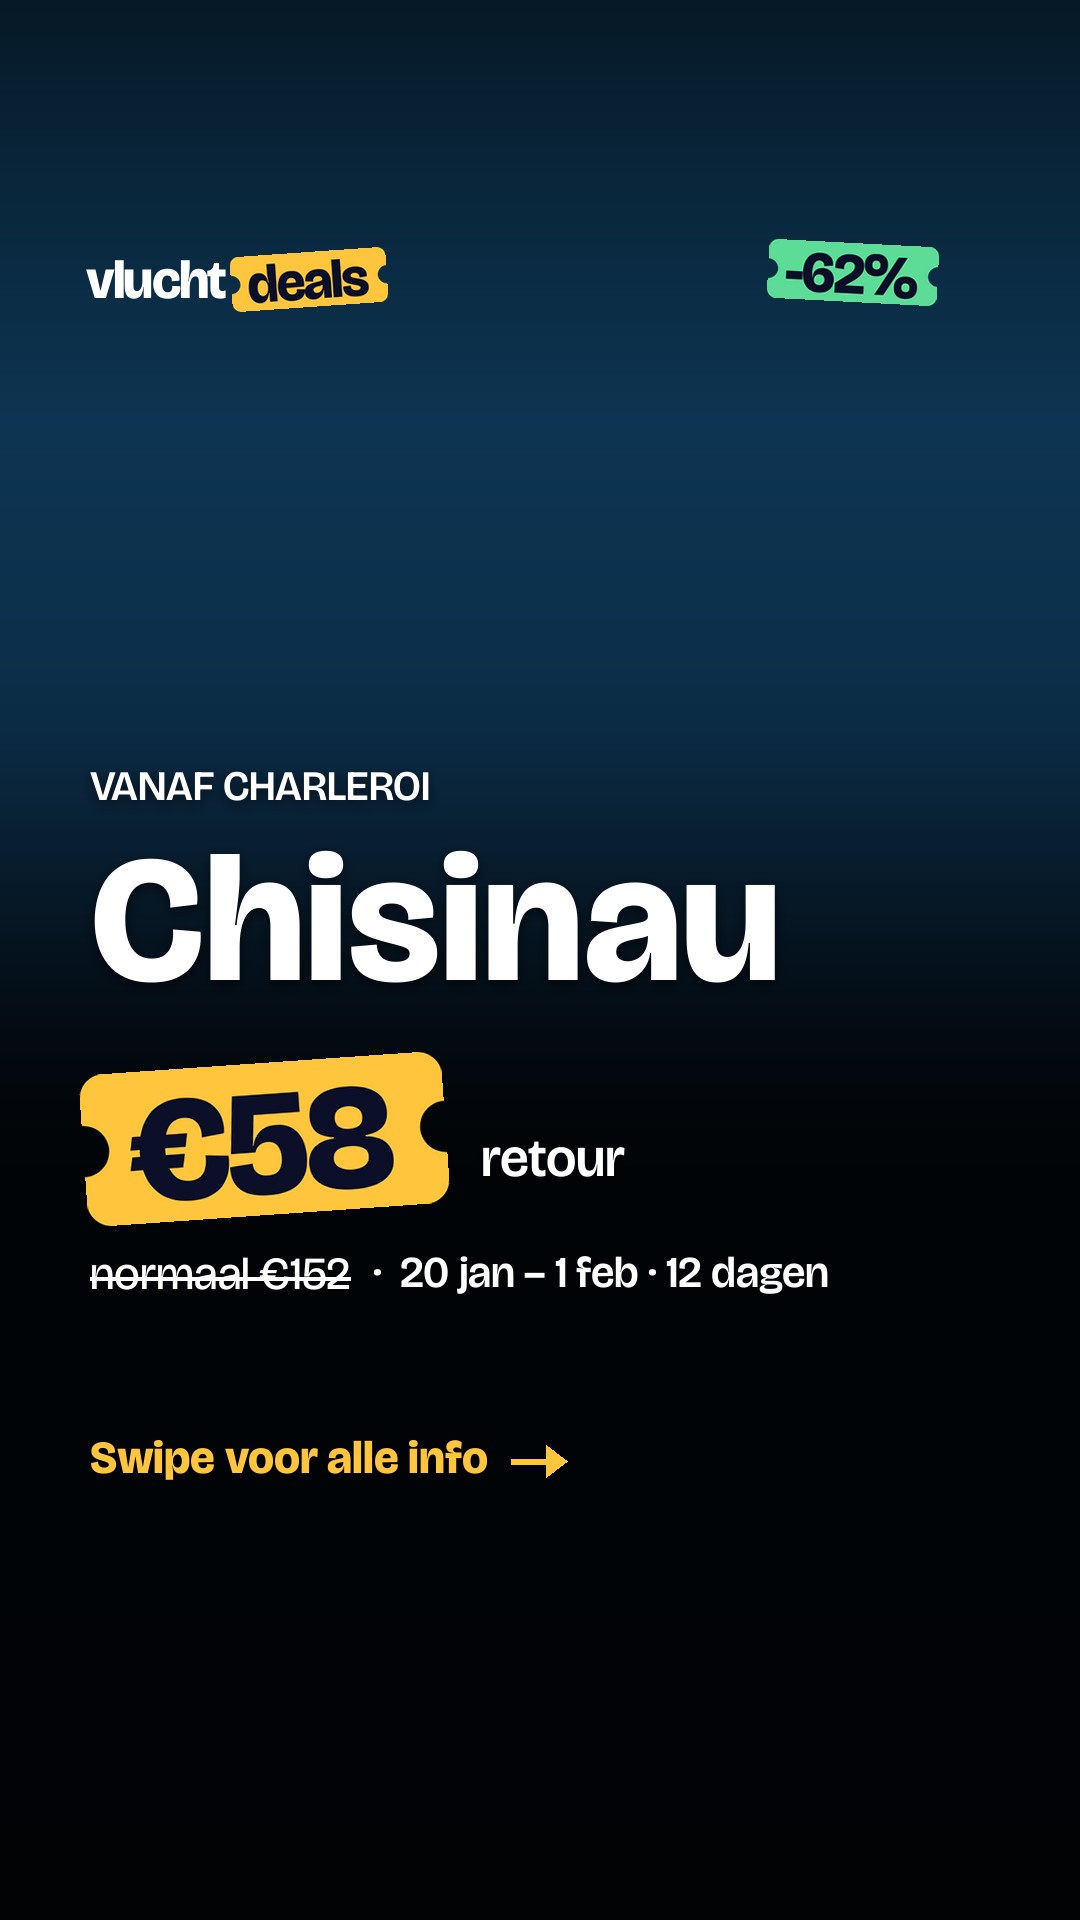 vlucht deals
-62%
VANAF CHARLEROI
Chisinau
€58 retour
normaal €152 · 20 jan – 1 feb · 12 dagen
Swipe voor alle info →